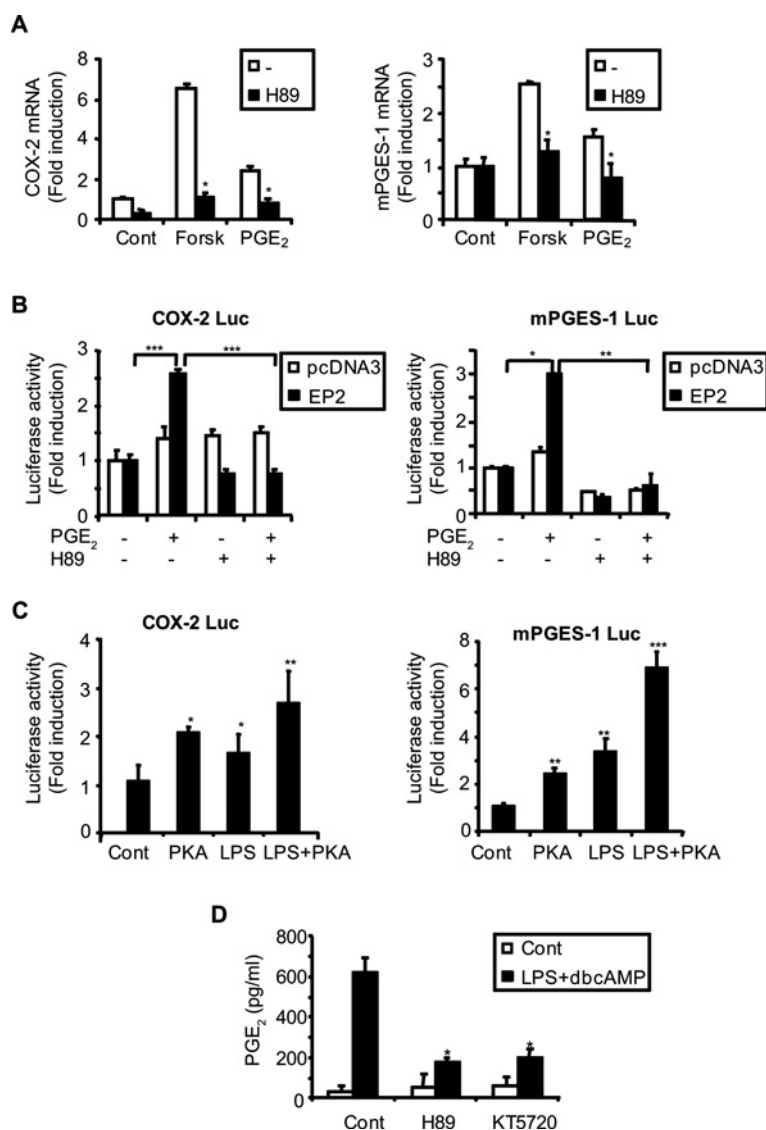 A
COX-2 mRNA
(Fold induction)
8
6
4
2
0
-
H89
Cont Forsk PGE2
mPGES-1 mRNA
(Fold induction)
3
2
1
0
-
H89
* *
* *
Cont Forsk PGE2
B
COX-2 Luc
Luciferase activity
(Fold induction)
3
2
1
0
*** ***
pcDNA3
EP2
PGE2 - + - +
H89 - - + +
mPGES-1 Luc
Luciferase activity
(Fold induction)
3
2
1
0
* **
pcDNA3
EP2
PGE2 - + - +
H89 - - + +
C
COX-2 Luc
Luciferase activity
(Fold induction)
4
3
2
1
0
* * **
Cont PKA LPS LPS+PKA
mPGES-1 Luc
Luciferase activity
(Fold induction)
8
6
4
2
0
** ** ***
Cont PKA LPS LPS+PKA
D
PGE2 (pg/ml)
800
600
400
200
0
Cont
LPS+dbcAMP
* *
Cont H89 KT5720